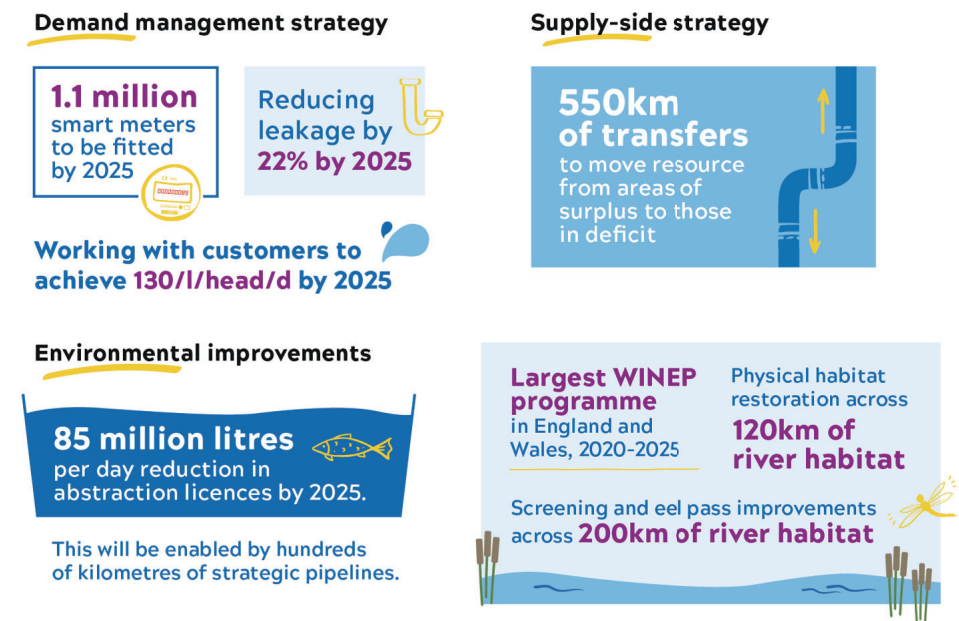 Demand management strategy
1.1 million
smart meters
to be fitted
by 2025
Reducing
leakage by
22% by 2025
Working with customers to
achieve 130/l/head/d by 2025
Supply-side strategy
550km
of transfers
to move resource
from areas of
surplus to those
in deficit
Environmental improvements
85 million litres
per day reduction in
abstraction licences by 2025.
This will be enabled by hundreds
of kilometres of strategic pipelines.
Largest WINEP
programme
in England and
Wales, 2020-2025
Physical habitat
restoration across
120km of
river habitat
Screening and eel pass improvements
across 200km of river habitat